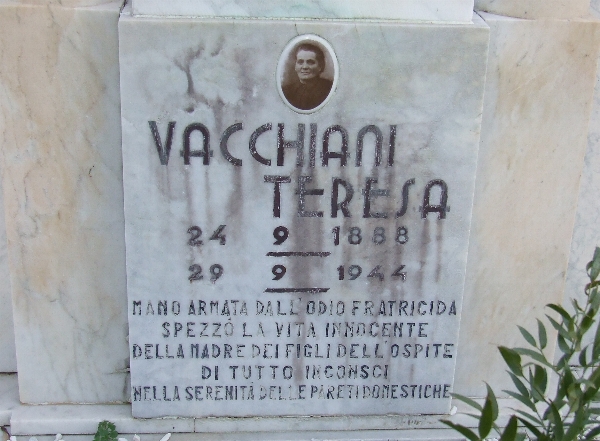 VACCHIANI
TERESA
24 9 1888
29 9 1944
MANO ARMATA DALL'ODIO FRATRICIDA
SPEZZÒ LA VITA INNOCENTE
DELLA MADRE DEI FIGLI DELL'OSPITE
DI TUTTO INCONSCI
NELLA SERENITÀ DELLE PARETI DOMESTICHE